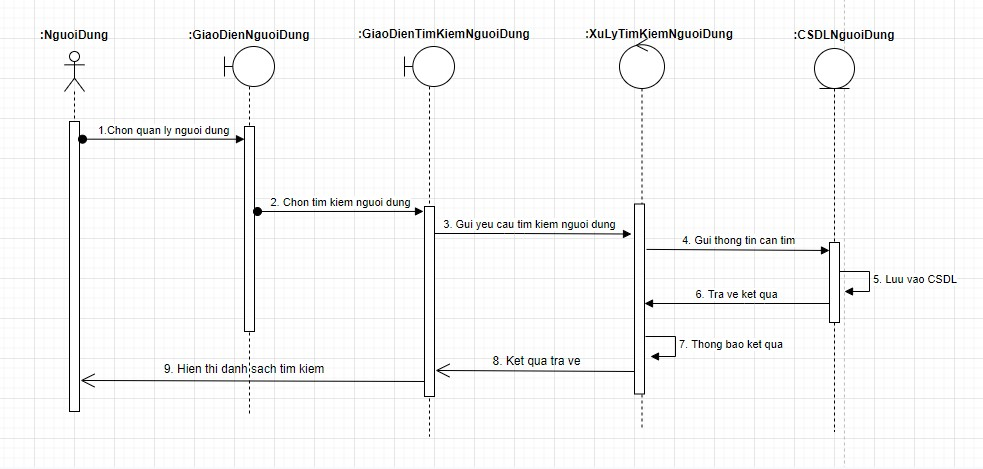 :NguoiDung
:GiaoDienNguoiDung
:GiaoDienTimKiemNguoiDung
:XuLyTimKiemNguoiDung
:CSDLNguoiDung
1.Chon quan ly nguoi dung
2. Chon tim kiem nguoi dung
3. Gui yeu cau tim kiem nguoi dung
4. Gui thong tin can tim
5. Luu vao CSDL
6. Tra ve ket qua
7. Thong bao ket qua
8. Ket qua tra ve
9. Hien thi danh sach tim kiem